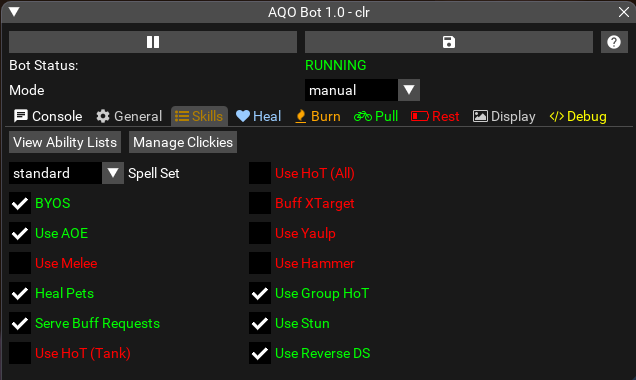 AQO Bot 1.0 - clr
Bot Status: RUNNING
Mode manual
Console General Skills Heal Burn Pull Rest Display Debug
View Ability Lists Manage Clickies
standard Spell Set Use HoT (All)
BYOS Buff XTarget
Use AOE Use Yaulp
Use Melee Use Hammer
Heal Pets Use Group HoT
Serve Buff Requests Use Stun
Use HoT (Tank) Use Reverse DS